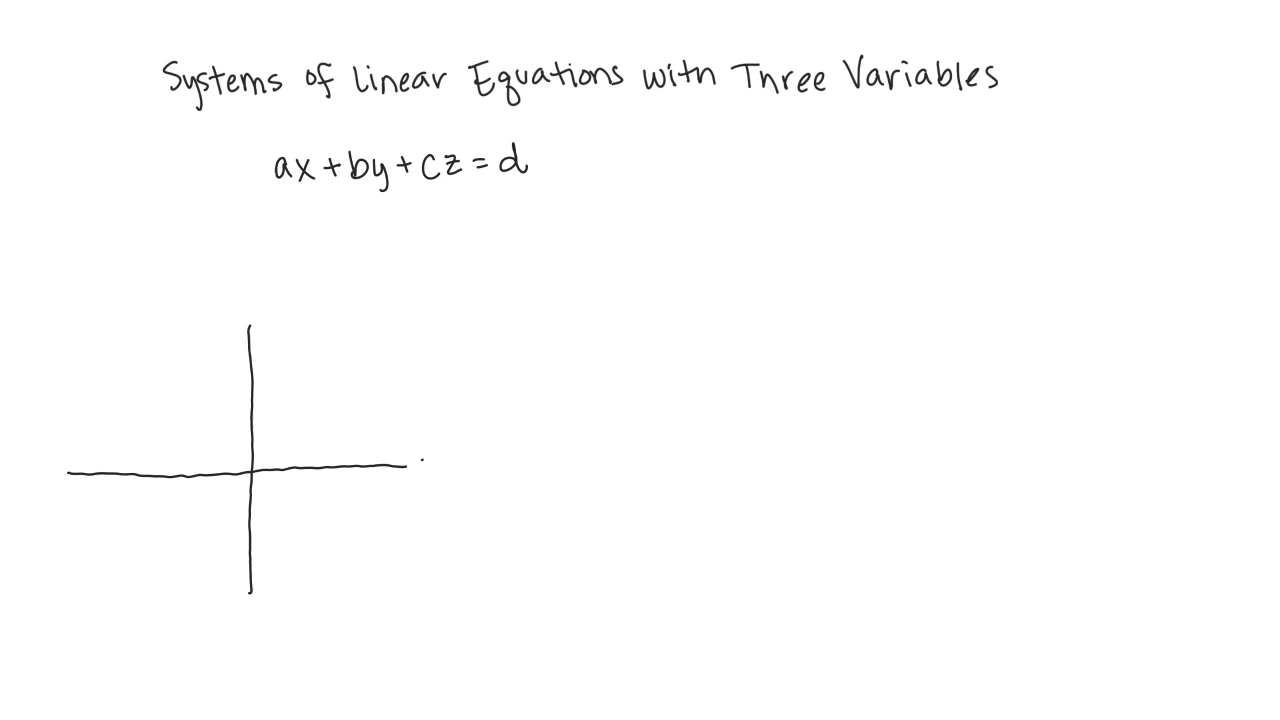 Systems of Linear Equations with Three Variables
ax + by + cz = d